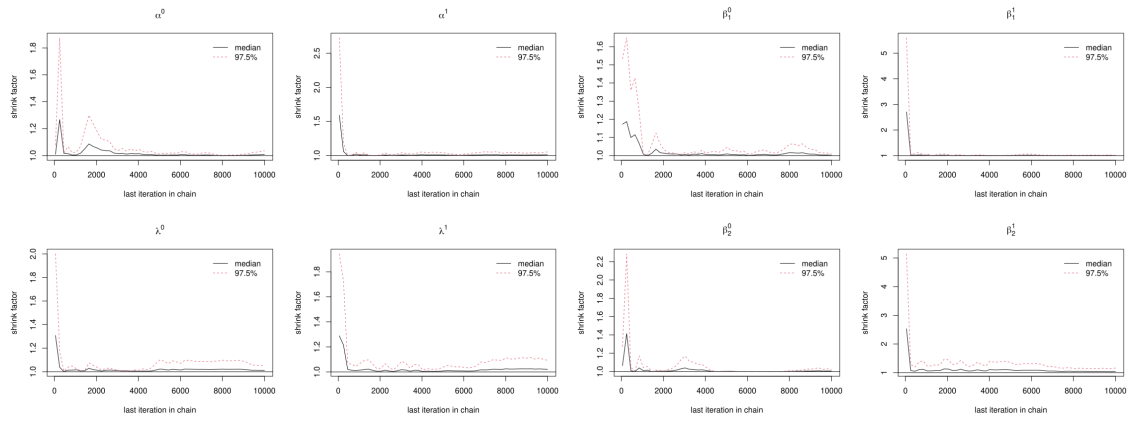 α⁰
shrink factor
1.0 1.2 1.4 1.6 1.8
median
97.5%
0 2000 4000 6000 8000 10000
last iteration in chain
α¹
shrink factor
1.0 1.5 2.0 2.5
median
97.5%
0 2000 4000 6000 8000 10000
last iteration in chain
β₁⁰
shrink factor
1.0 1.1 1.2 1.3 1.4 1.5 1.6
median
97.5%
0 2000 4000 6000 8000 10000
last iteration in chain
β₁¹
shrink factor
1 2 3 4 5
median
97.5%
0 2000 4000 6000 8000 10000
last iteration in chain
λ⁰
shrink factor
1.0 1.2 1.4 1.6 1.8 2.0
median
97.5%
0 2000 4000 6000 8000 10000
last iteration in chain
λ¹
shrink factor
1.0 1.2 1.4 1.6 1.8
median
97.5%
0 2000 4000 6000 8000 10000
last iteration in chain
β₂⁰
shrink factor
1.0 1.2 1.4 1.6 1.8 2.0 2.2
median
97.5%
0 2000 4000 6000 8000 10000
last iteration in chain
β₂¹
shrink factor
1 2 3 4 5
median
97.5%
0 2000 4000 6000 8000 10000
last iteration in chain